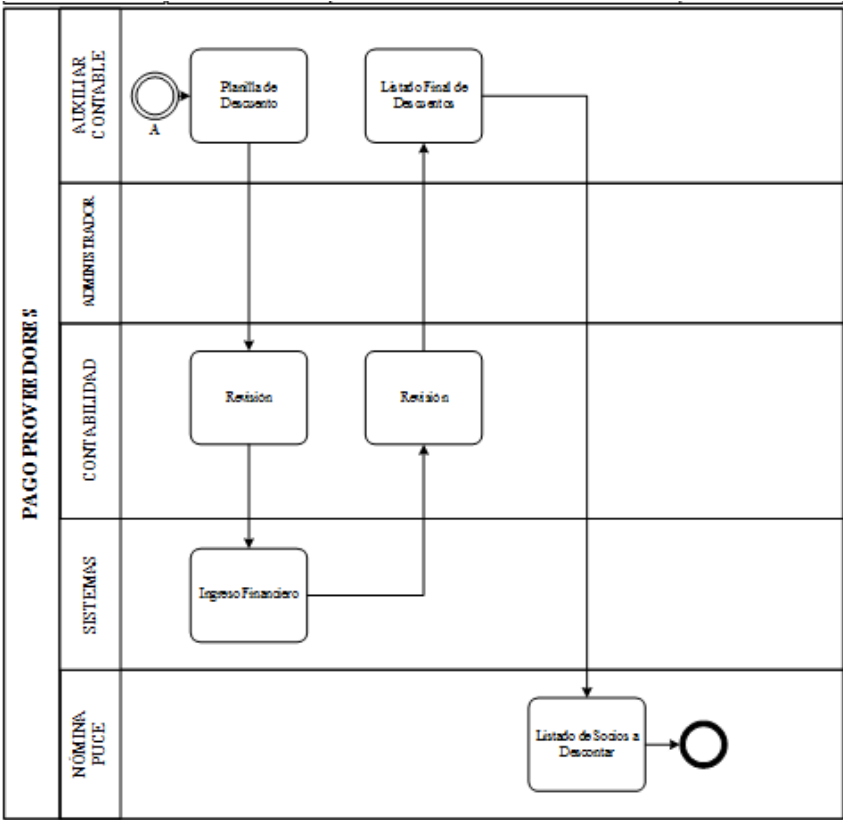 PAGO PROVEEDORES
AUXILIAR
CONTABLE
A
Planilla de
Descuento
Listado Final de
Descuentos
ADMINISTRADOR
CONTABILIDAD
Revisión
Revisión
SISTEMAS
Ingreso Financiero
NÓMINA
PUCE
Listado de Socios a
Descontar